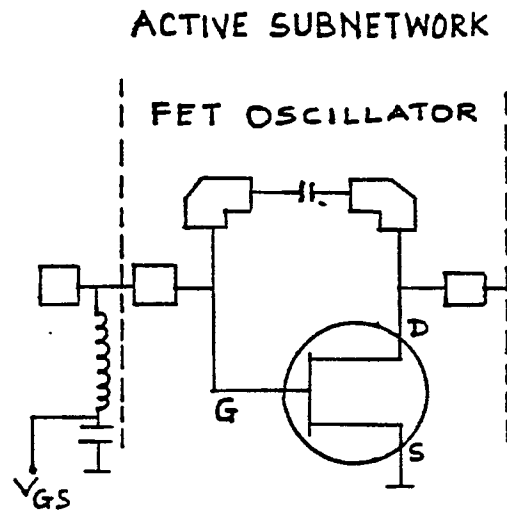 ACTIVE SUBNETWORK
FET OSCILLATOR
D
G
S
VGS